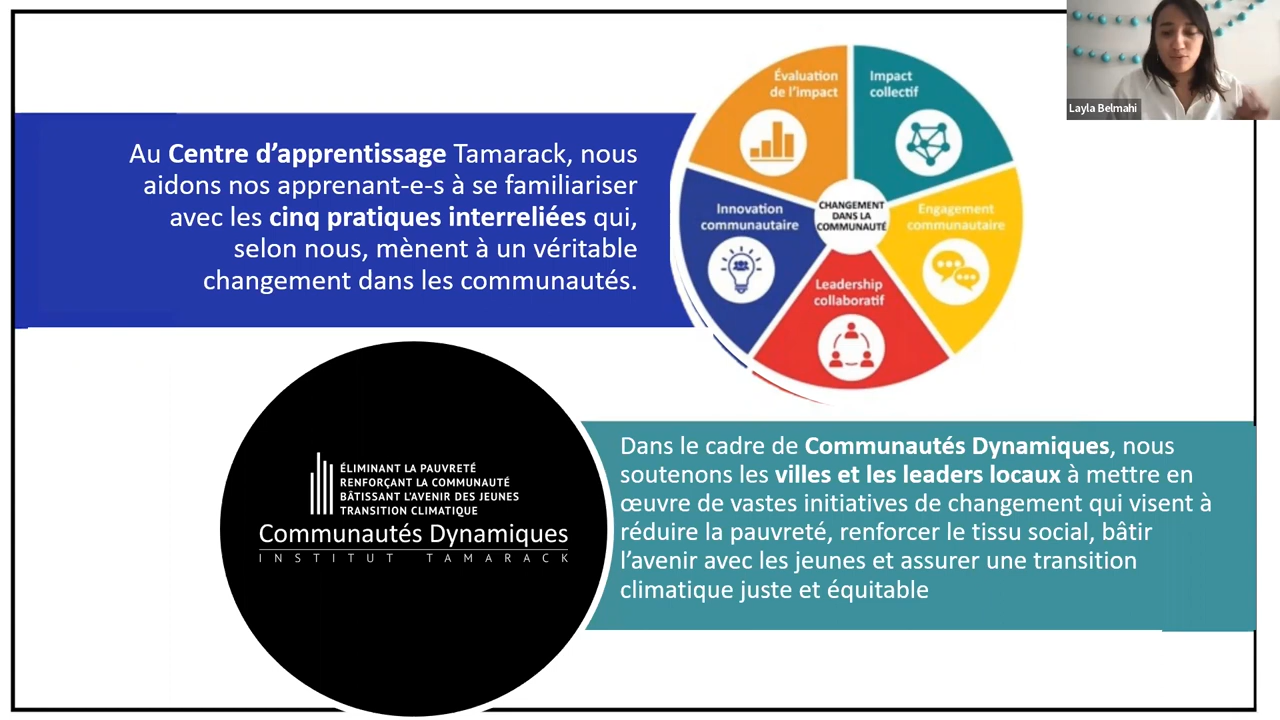 Layla Belmahi
Au Centre d'apprentissage Tamarack, nous
aidons nos apprenant-e-s à se familiariser
avec les cinq pratiques interreliées qui,
selon nous, mènent à un véritable
changement dans les communautés.
Évaluation
de l'impact
Impact
collectif
Innovation
communautaire
CHANGEMENT
DANS LA
COMMUNAUTÉ
Engagement
communautaire
Leadership
collaboratif
ÉLIMINANT LA PAUVRETÉ
RENFORÇANT LA COMMUNAUTÉ
BÂTISSANT L'AVENIR DES JEUNES
TRANSITION CLIMATIQUE
Communautés Dynamiques
INSTITUT TAMARACK
Dans le cadre de Communautés Dynamiques, nous
soutenons les villes et les leaders locaux à mettre en
œuvre de vastes initiatives de changement qui visent à
réduire la pauvreté, renforcer le tissu social, bâtir
l'avenir avec les jeunes et assurer une transition
climatique juste et équitable